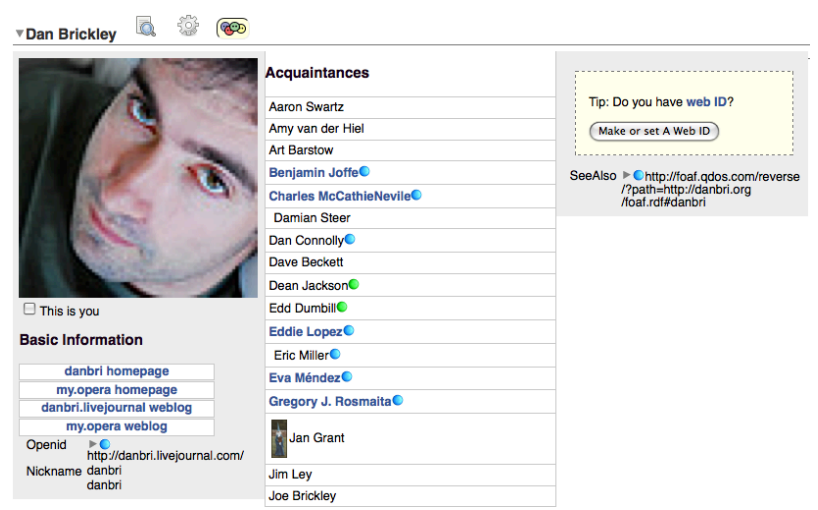 Dan Brickley
This is you
Basic Information
danbri homepage
my.opera homepage
danbri.livejournal weblog
my.opera weblog
Openid
http://danbri.livejournal.com/
Nickname danbri
danbri
Acquaintances
Aaron Swartz
Amy van der Hiel
Art Barstow
Benjamin Joffe
Charles McCathieNevile
Damian Steer
Dan Connolly
Dave Beckett
Dean Jackson
Edd Dumbill
Eddie Lopez
Eric Miller
Eva Méndez
Gregory J. Rosmaita
Jan Grant
Jim Ley
Joe Brickley
Tip: Do you have web ID?
Make or set A Web ID
SeeAlso http://foaf.qdos.com/reverse
/?path=http://danbri.org
/foaf.rdf#danbri